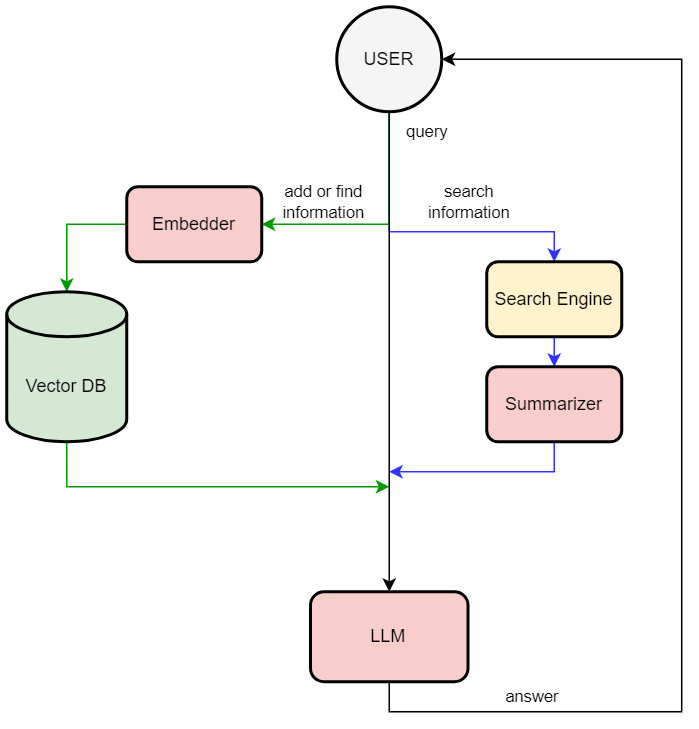 USER
query
add or find
information
search
information
Embedder
Search Engine
Vector DB
Summarizer
LLM
answer